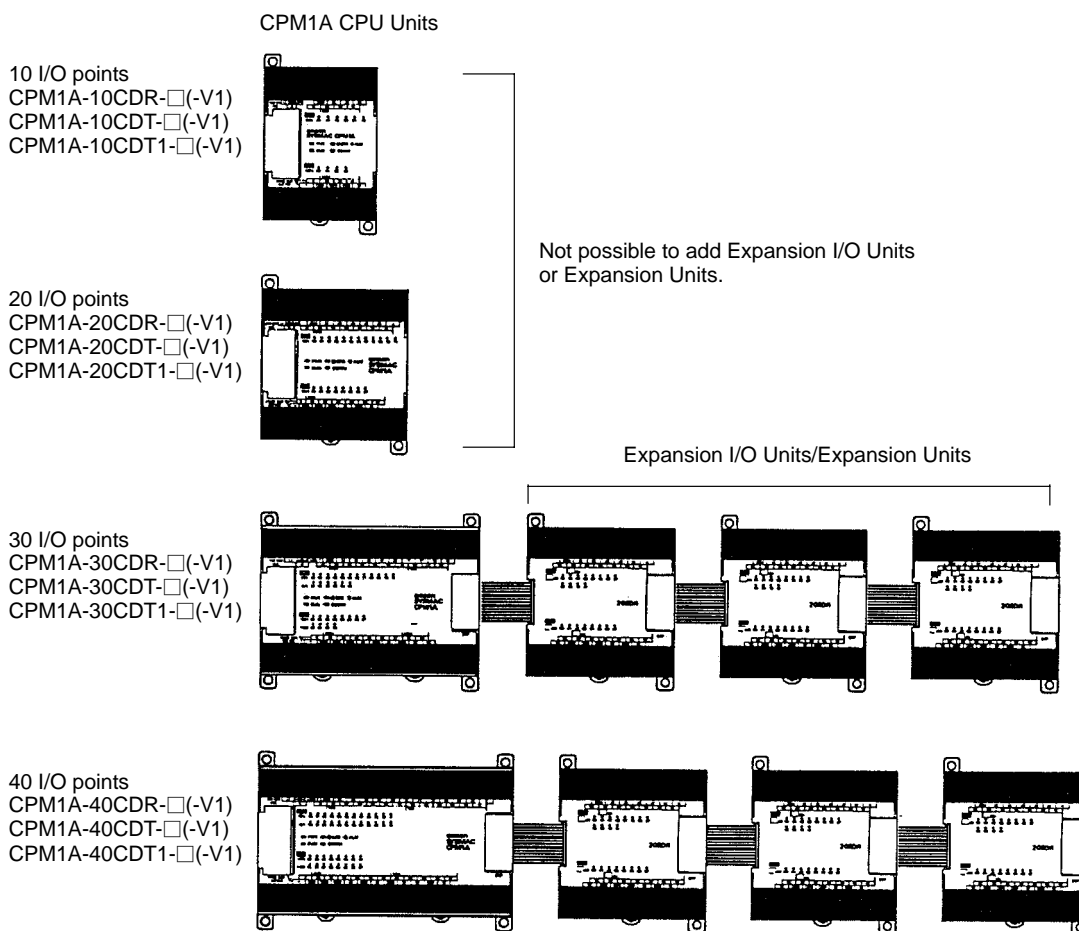 CPM1A CPU Units
10 I/O points
CPM1A-10CDR-□(-V1)
CPM1A-10CDT-□(-V1)
CPM1A-10CDT1-□(-V1)
20 I/O points
CPM1A-20CDR-□(-V1)
CPM1A-20CDT-□(-V1)
CPM1A-20CDT1-□(-V1)
Not possible to add Expansion I/O Units
or Expansion Units.
Expansion I/O Units/Expansion Units
30 I/O points
CPM1A-30CDR-□(-V1)
CPM1A-30CDT-□(-V1)
CPM1A-30CDT1-□(-V1)
40 I/O points
CPM1A-40CDR-□(-V1)
CPM1A-40CDT-□(-V1)
CPM1A-40CDT1-□(-V1)